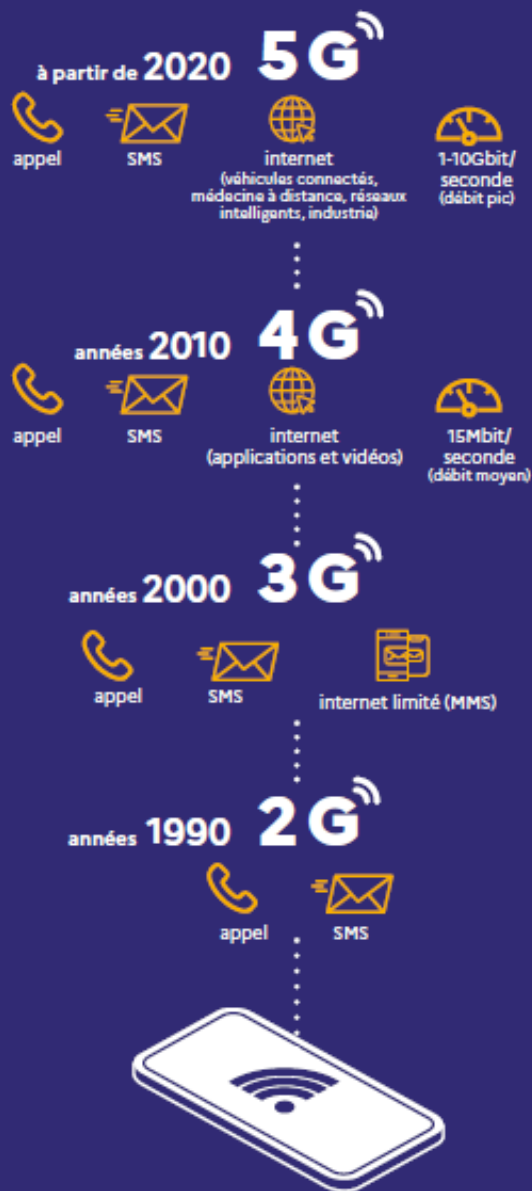 à partir de 2020 5G
appel
SMS
internet
(véhicules connectés,
médecine à distance, réseaux
intelligents, industrie)
1-10Gbit/
seconde
(débit pic)
années 2010 4G
appel
SMS
internet
(applications et vidéos)
15Mbit/
seconde
(débit moyen)
années 2000 3G
appel
SMS
internet limité (MMS)
années 1990 2G
appel
SMS